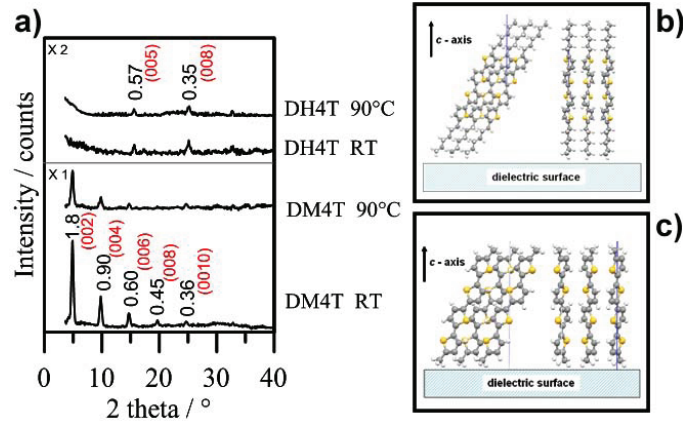 a)
X 2
0.57
(005)
0.35
(008)
DH4T 90°C
DH4T RT
X 1
DM4T 90°C
1.8
(002)
0.90
(004)
0.60
(006)
0.45
(008)
0.36
(0010)
DM4T RT
Intensity / counts
0 10 20 30 40
2 theta / °
b)
c - axis
dielectric surface
c)
c - axis
dielectric surface